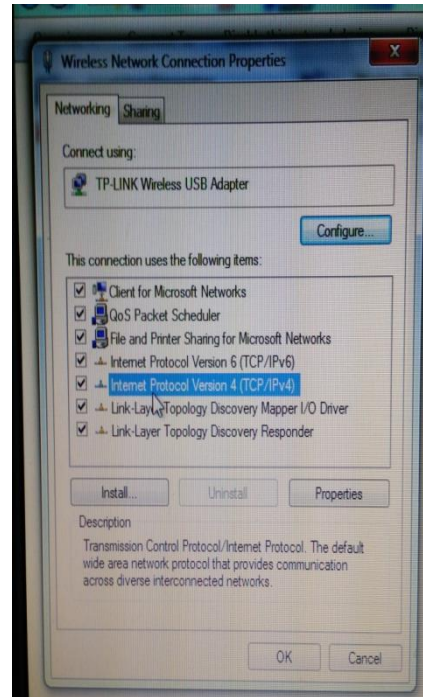 Wireless Network Connection Properties
X
Networking Sharing
Connect using:
TP-LINK Wireless USB Adapter
Configure...
This connection uses the following items:
Client for Microsoft Networks
QoS Packet Scheduler
File and Printer Sharing for Microsoft Networks
Internet Protocol Version 6 (TCP/IPv6)
Internet Protocol Version 4 (TCP/IPv4)
Link-Layer Topology Discovery Mapper I/O Driver
Link-Layer Topology Discovery Responder
Install... Uninstall Properties
Description
Transmission Control Protocol/Internet Protocol. The default
wide area network protocol that provides communication
across diverse interconnected networks.
OK Cancel